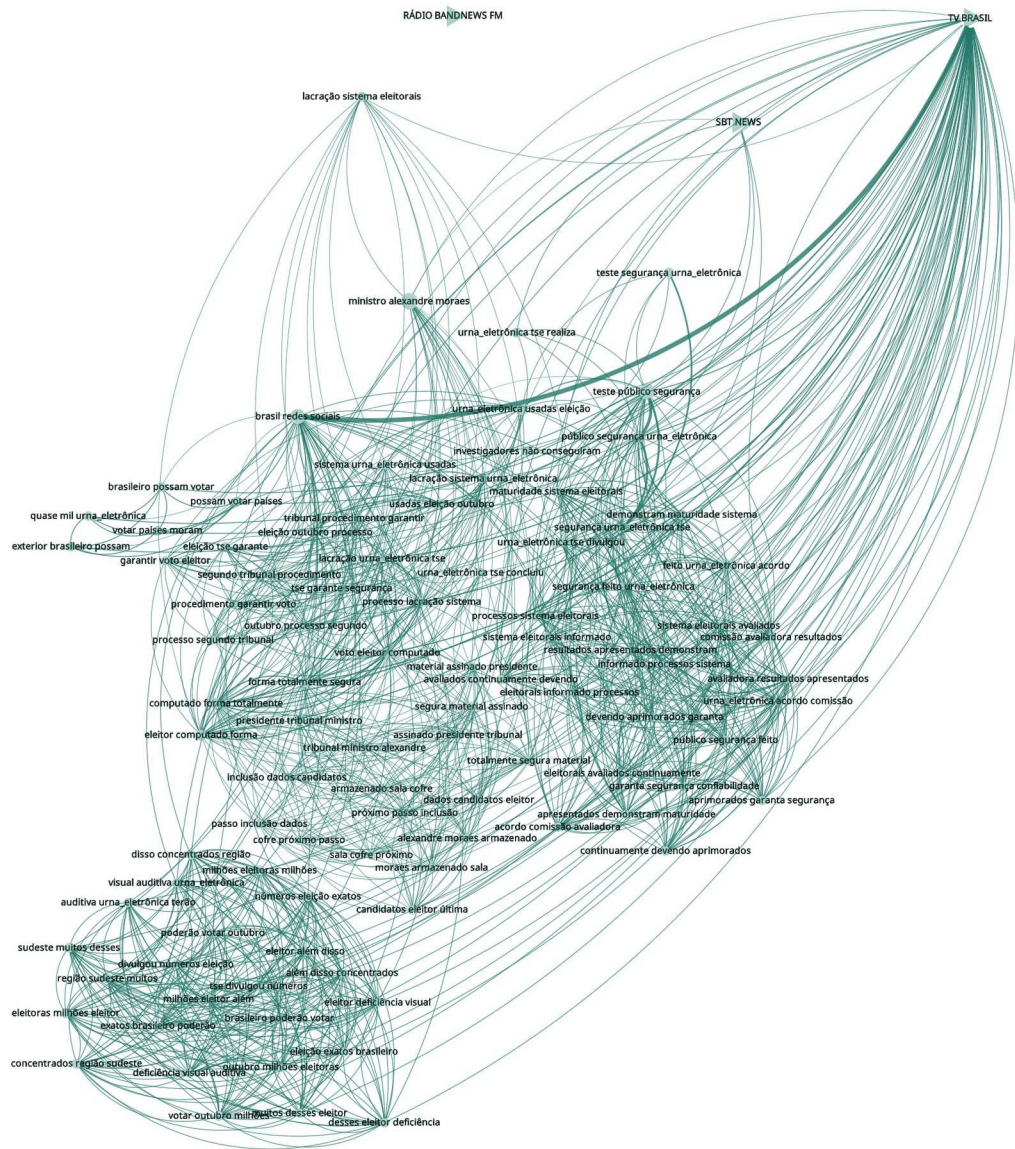 RÁDIO BANDNEWS FM
TV BRASIL
lacração sistema eleitorais
SBT NEWS
teste segurança urna_eletrônica
ministro alexandre moraes
urna_eletrônica tse realiza
teste público segurança
urna_eletrônica usadas eleição
brasil redes sociais
público segurança urna_eletrônica
investigadores não conseguiram
sistema urna_eletrônica usadas
lacração sistema urna_eletrônica
brasileiro possam votar
maturidade sistema eleitorais
possam votar países
usadas eleição outubro
quase mil urna_eletrônica
demonstram maturidade sistema
tribunal procedimento garantir
segurança urna_eletrônica tse
votar países moram
eleição outubro processo
urna_eletrônica tse divulgou
exterior brasileiro possam
eleição tse garante
lacração urna_eletrônica tse
garantir voto eleitor
feito urna_eletrônica acordo
segundo tribunal procedimento
urna_eletrônica tse concluiu
tse garante segurança
segurança feito urna_eletrônica
procedimento garantir voto
processo lacração sistema
processos sistema eleitorais
outubro processo segundo
sistema eleitorais avaliados
processo segundo tribunal
sistema eleitorais informado
comissão avaliadora resultados
voto eleitor computado
resultados apresentados demonstram
material assinado presidente
informado processos sistema
forma totalmente segura
avaliados continuamente devendo
avaliadora resultados apresentados
eleitorais informado processos
computado forma totalmente
segura material assinado
urna_eletrônica acordo comissão
presidente tribunal ministro
devendo aprimorados garanta
eleitor computado forma
assinado presidente tribunal
público segurança feito
tribunal ministro alexandre
totalmente segura material
inclusão dados candidatos
eleitorais avaliados continuamente
armazenado sala cofre
garanta segurança confiabilidade
dados candidatos eleitor
aprimorados garanta segurança
próximo passo inclusão
apresentados demonstram maturidade
passo inclusão dados
acordo comissão avaliadora
cofre próximo passo
alexandre moraes armazenado
continuamente devendo aprimorados
disso concentrados região
sala cofre próximo
milhões eleitoras milhões
moraes armazenado sala
visual auditiva urna_eletrônica
números eleição exatos
auditiva urna_eletrônica terão
candidatos eleitor última
poderão votar outubro
sudeste muitos desses
eleitor além disso
divulgou números eleição
região sudeste muitos
além disso concentrados
tse divulgou números
milhões eleitor além
eleitor deficiência visual
eleitoras milhões eleitor
brasileiro poderão votar
exatos brasileiro poderão
eleição exatos brasileiro
concentrados região sudeste
outubro milhões eleitoras
deficiência visual auditiva
votar outubro milhões
muitos desses eleitor
desses eleitor deficiência